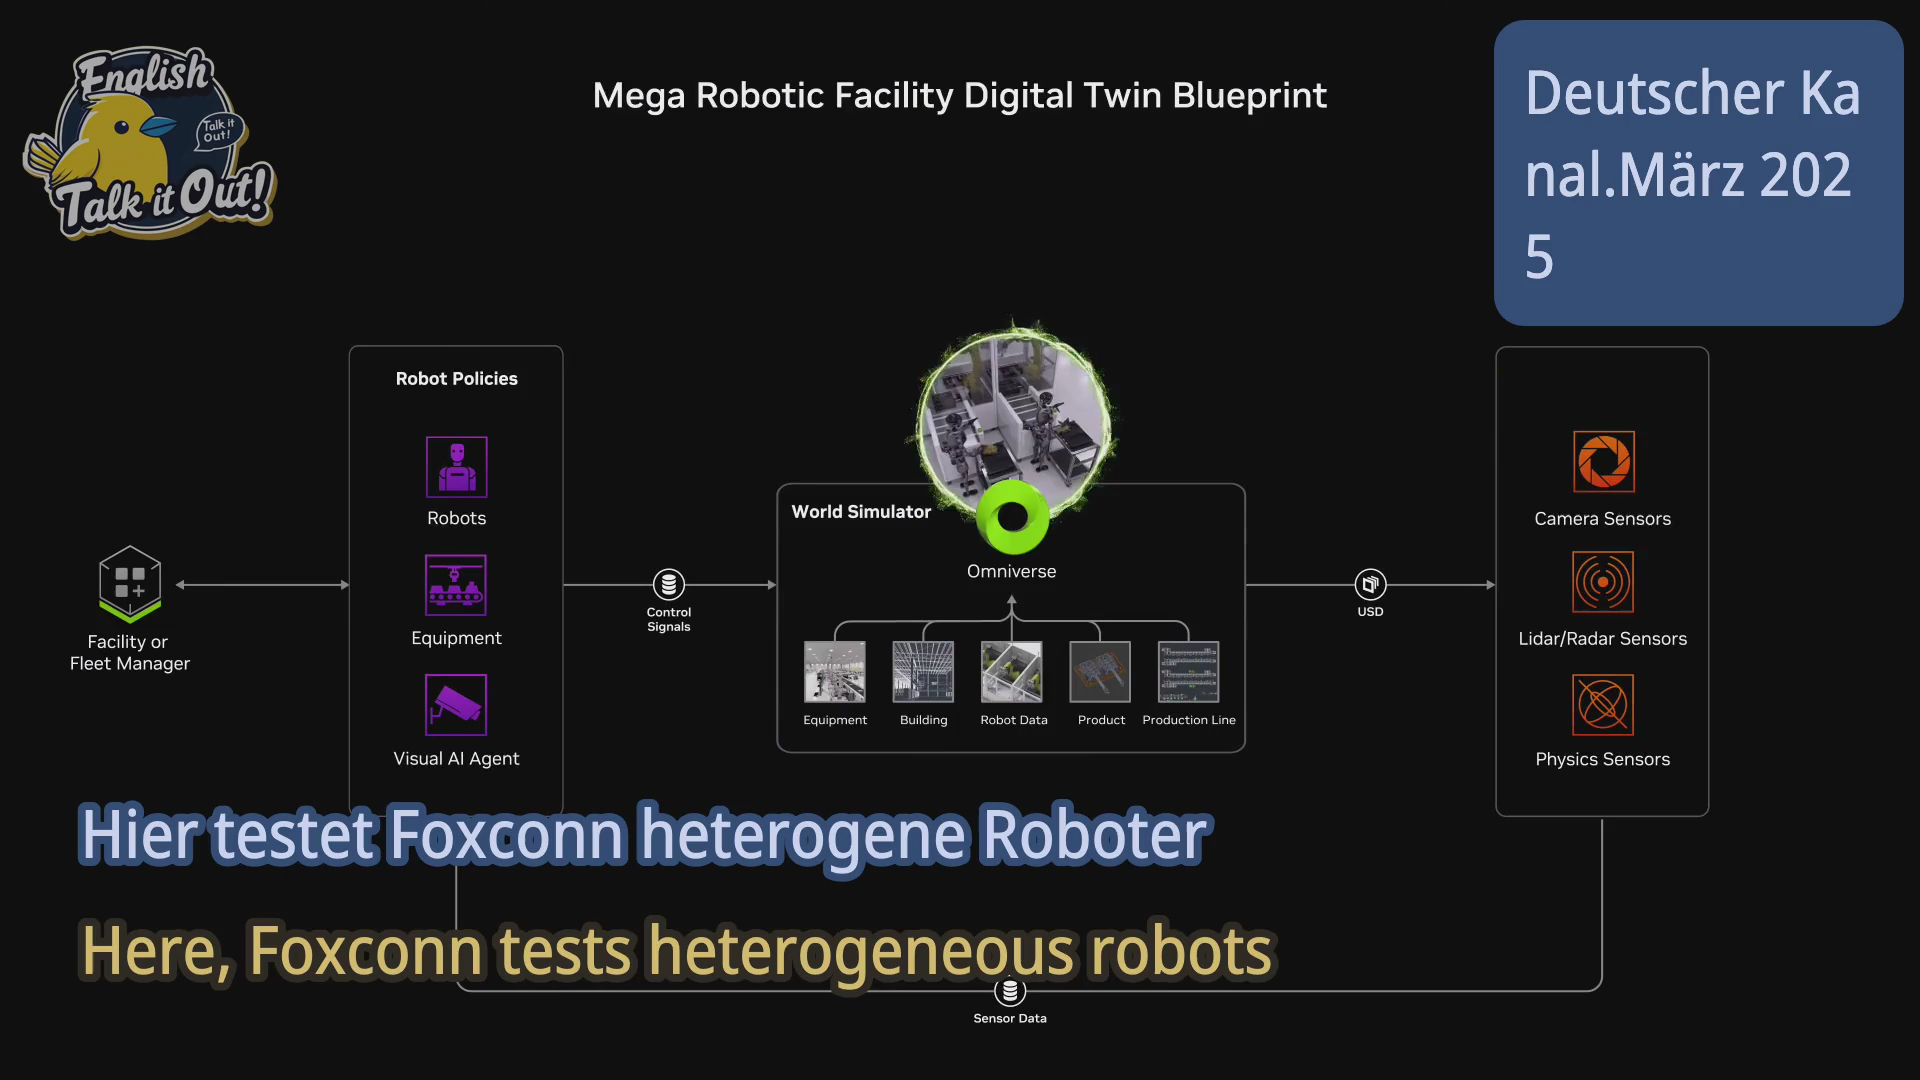 English
Talk it
Out!
Talk it Out!
Mega Robotic Facility Digital Twin Blueprint
Deutscher Ka
nal.März 202
5
Robot Policies
Robots
Equipment
Visual AI Agent
Facility or
Fleet Manager
Control
Signals
World Simulator
Omniverse
Equipment
Building
Robot Data
Product
Production Line
USD
Camera Sensors
Lidar/Radar Sensors
Physics Sensors
Hier testet Foxconn heterogene Roboter
Here, Foxconn tests heterogeneous robots
Sensor Data